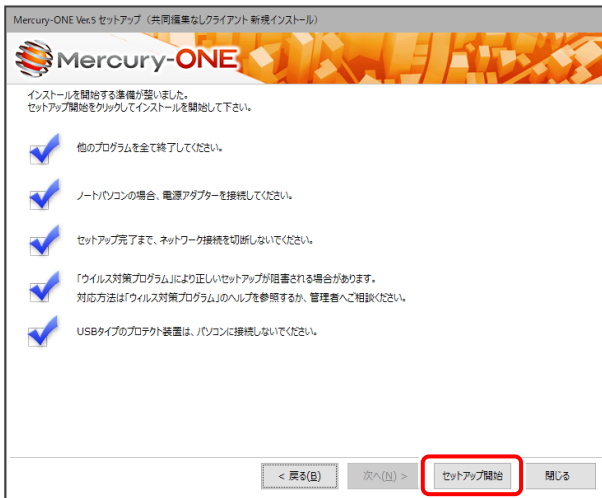 Mercury-ONE Ver.5 セットアップ（共同編集なしクライアント 新規インストール）
Mercury-ONE
インストールを開始する準備が整いました。
セットアップ開始をクリックしてインストールを開始して下さい。
他のプログラムを全て終了してください。
ノートパソコンの場合、電源アダプターを接続してください。
セットアップ完了まで、ネットワーク接続を切断しないでください。
「ウイルス対策プログラム」により正しいセットアップが阻害される場合があります。
対応方法は「ウィルス対策プログラム」のヘルプを参照するか、管理者へご相談ください。
USBタイプのプロテクト装置は、パソコンに接続しないでください。
< 戻る(B) 次へ(N) > セットアップ開始 閉じる